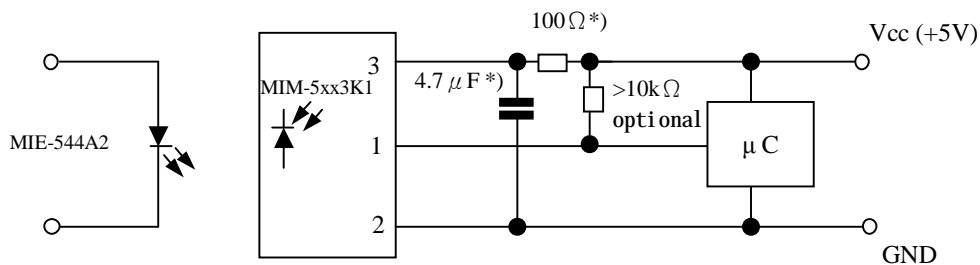 100Ω*)
Vcc (+5V)
3
MIM-5xx3K1
4.7μF*)
>10kΩ
optional
MIE-544A2
1
μC
2
GND